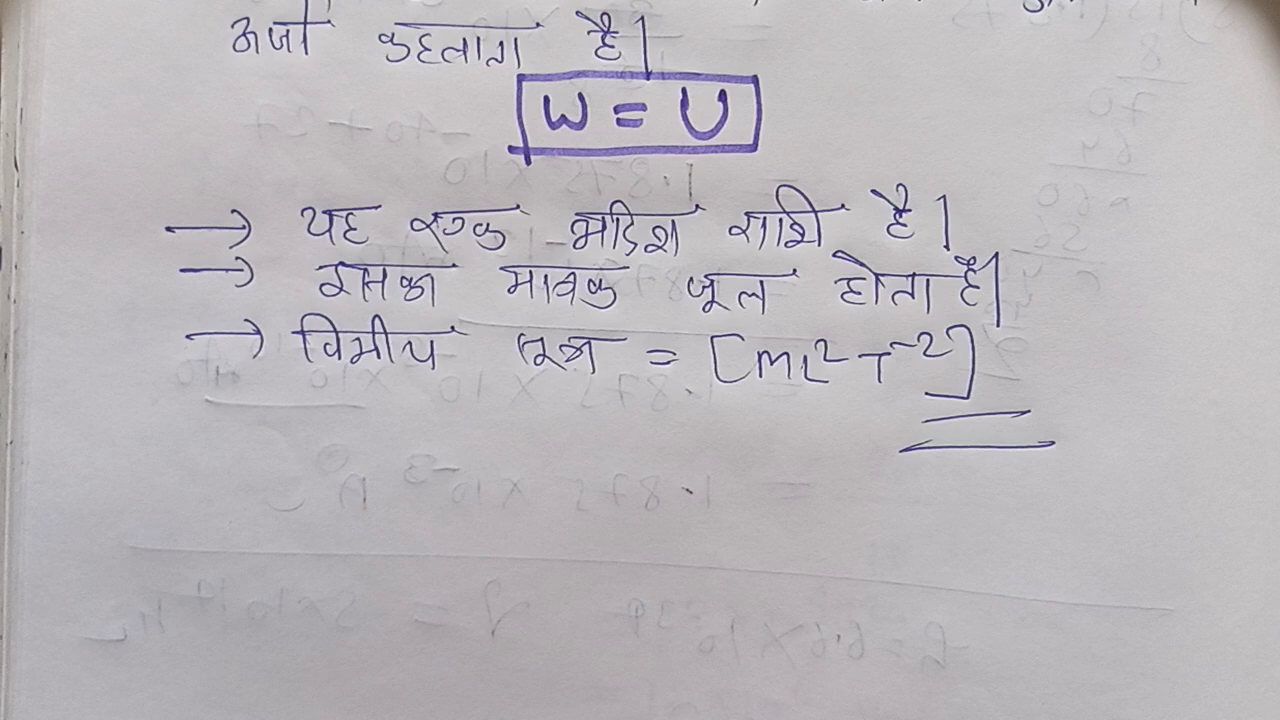 ऊर्जा कहलाता है।
W = U
→ यह एक अदिश राशि है।
→ इसका मात्रक जूल होता है।
→ विमीय सूत्र = [ML²T⁻²]